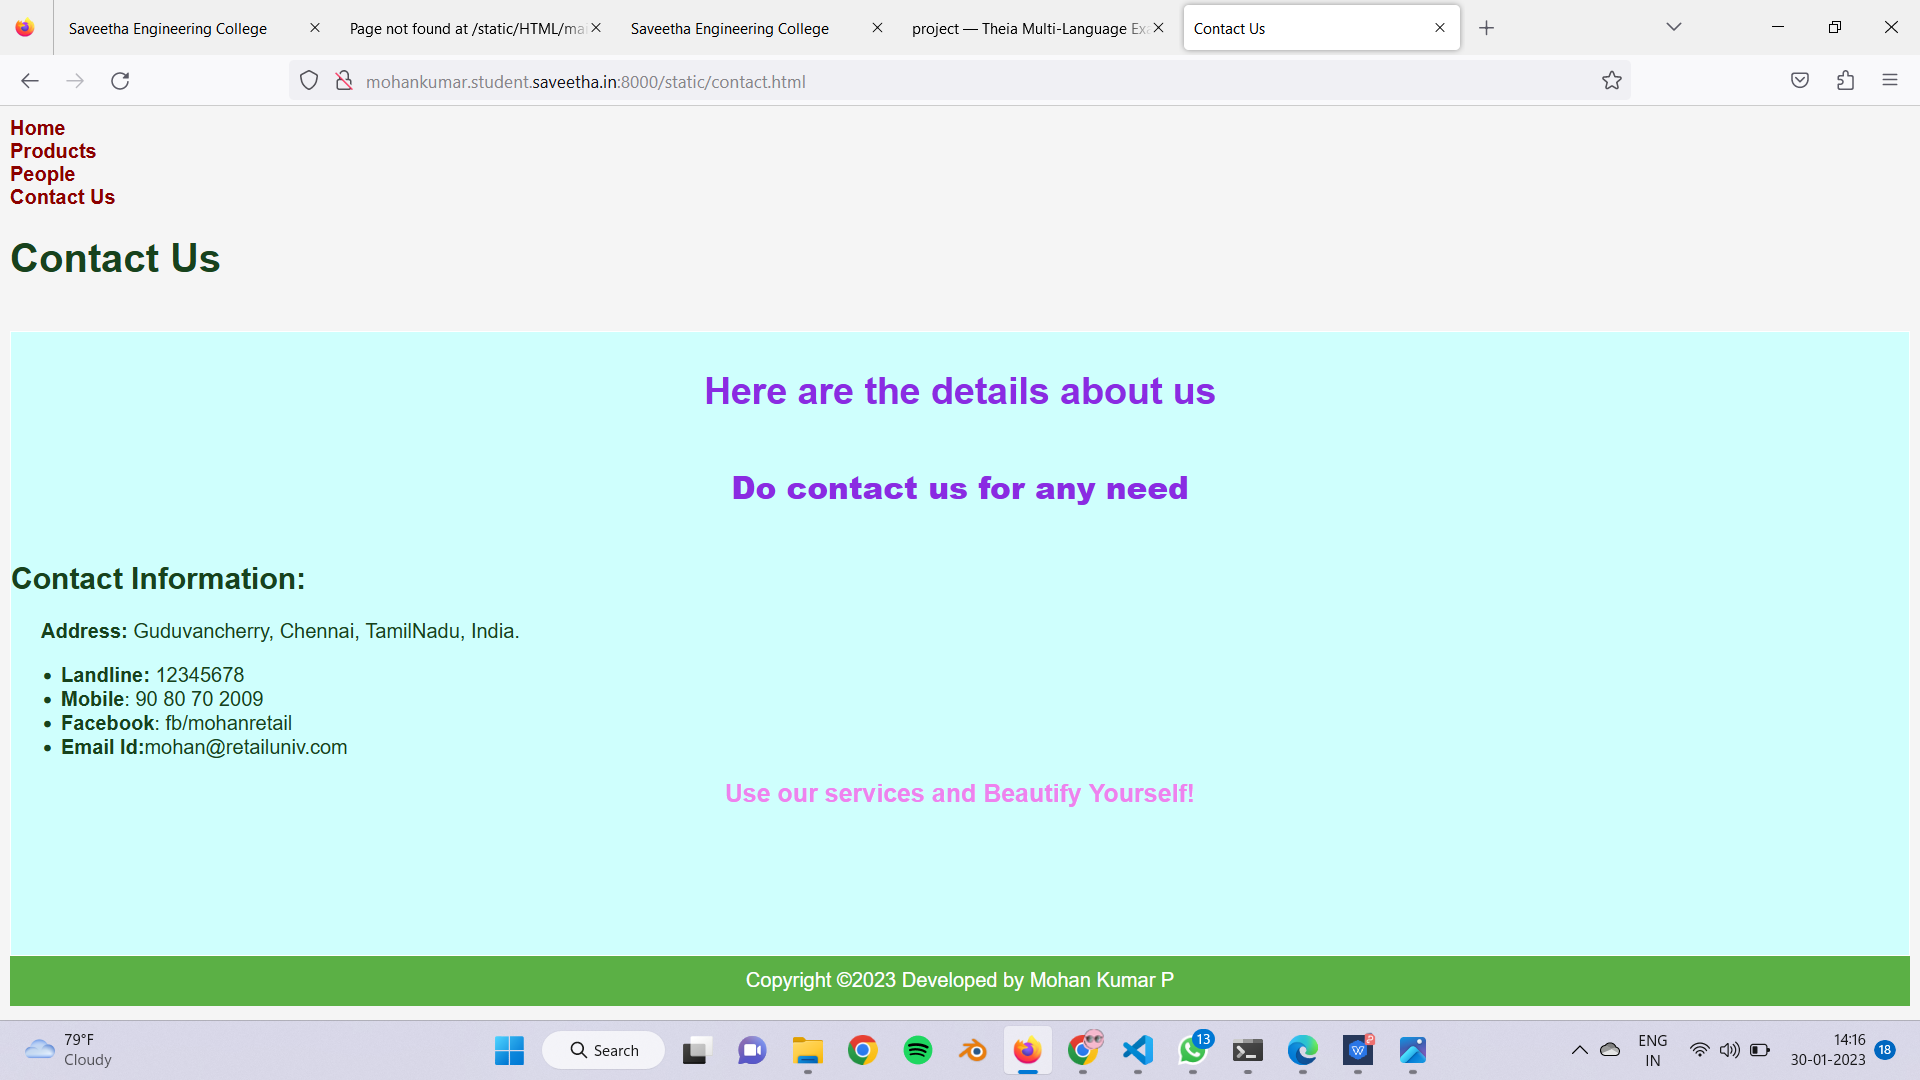 Saveetha Engineering College
Page not found at /static/HTML/mai
Saveetha Engineering College
project — Theia Multi-Language Exa
Contact Us
mohankumar.student.saveetha.in:8000/static/contact.html
Home
Products
People
Contact Us
Contact Us
Here are the details about us
Do contact us for any need
Contact Information:
Address: Guduvancherry, Chennai, TamilNadu, India.
• Landline: 12345678
• Mobile: 90 80 70 2009
• Facebook: fb/mohanretail
• Email Id:mohan@retailuniv.com
Use our services and Beautify Yourself!
Copyright ©2023 Developed by Mohan Kumar P
79°F
Cloudy
Search
13
ENG
IN
14:16
30-01-2023
18